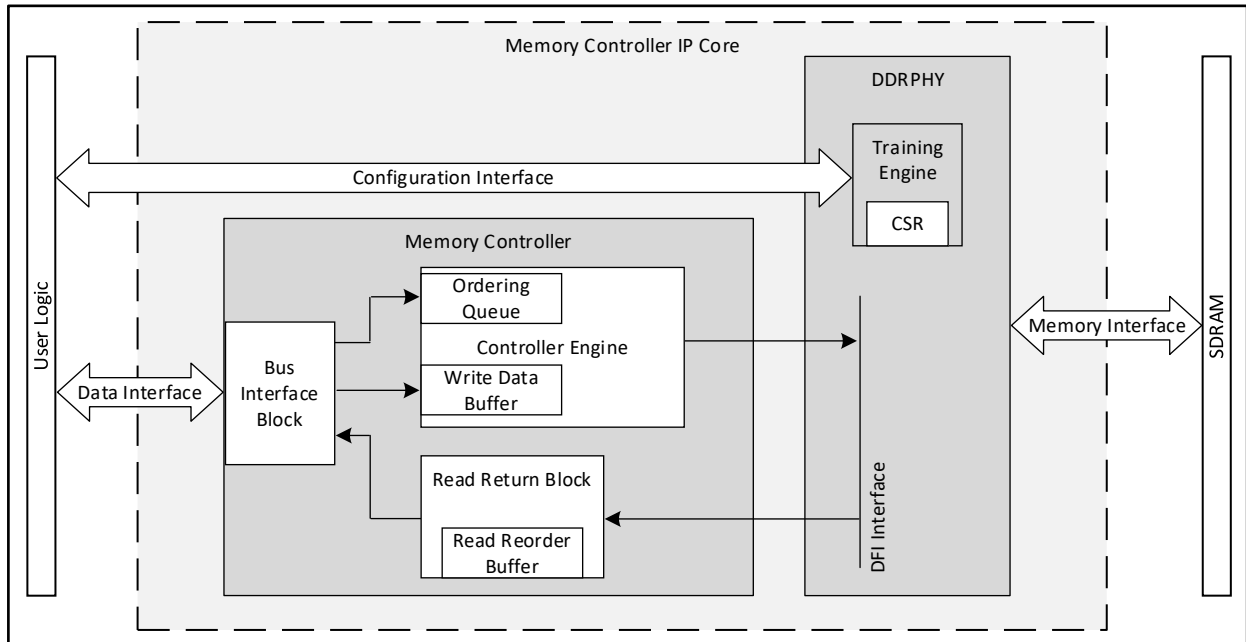 Memory Controller IP Core
DDRPHY
Training
Engine
CSR
Configuration Interface
User Logic
Memory Controller
Ordering
Queue
Controller Engine
Write Data
Buffer
Bus
Interface
Block
Data Interface
Read Return Block
Read Reorder
Buffer
DFI Interface
Memory Interface
SDRAM